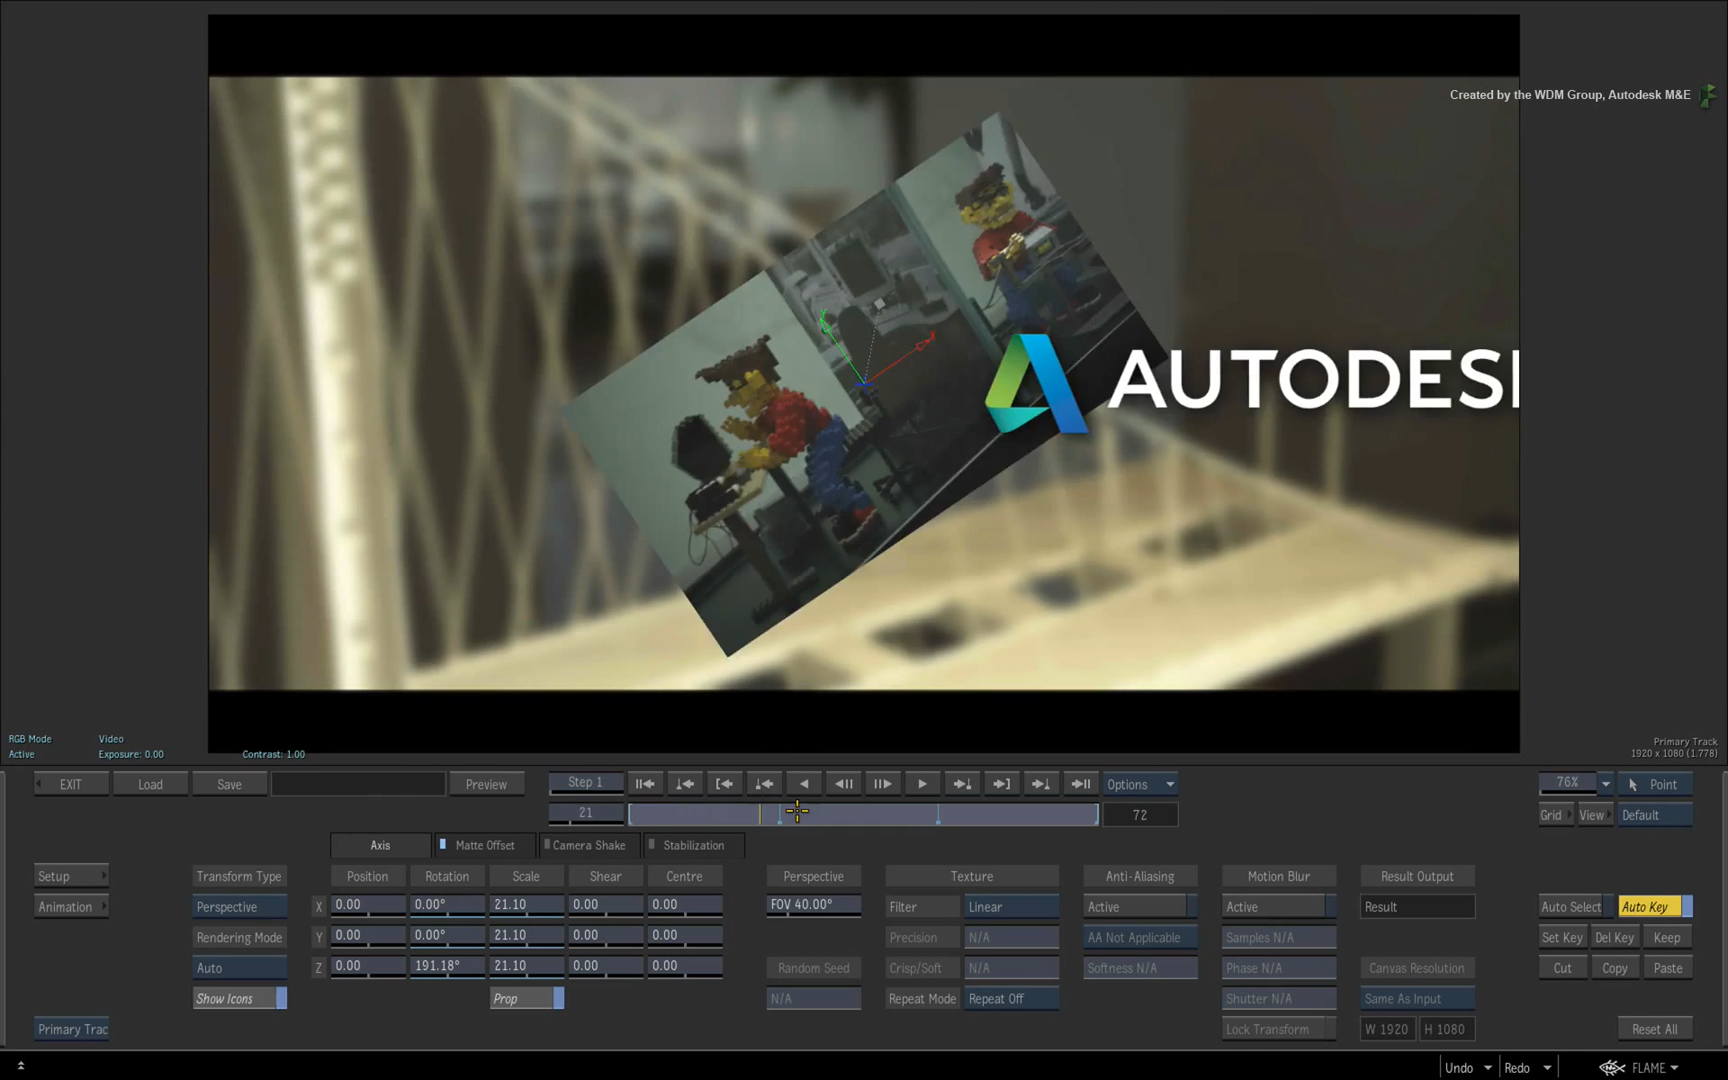 Created by the WDM Group, Autodesk M&E
AUTODES
RGB Mode Video
Active Exposure: 0.00 Contrast: 1.00
Primary Track
1920 x 1080 (1.778)
EXIT Load Save Preview Step 1 Options 76% Point
21 72 Grid View Default
Axis Matte Offset Camera Shake Stabilization
Setup Transform Type Position Rotation Scale Shear Centre Perspective Texture Anti-Aliasing Motion Blur Result Output
Animation Perspective X 0.00 0.00° 21.10 0.00 0.00 FOV 40.00° Filter Linear Active Active Result Auto Select Auto Key
Rendering Mode Y 0.00 0.00° 21.10 0.00 0.00 Precision N/A AA Not Applicable Samples N/A Set Key Del Key Keep
Auto Z 0.00 191.18° 21.10 0.00 0.00 Random Seed Crisp/Soft N/A Softness N/A Phase N/A Canvas Resolution Cut Copy Paste
Show Icons Prop N/A Repeat Mode Repeat Off Shutter N/A Same As Input
Primary Trac Lock Transform W 1920 H 1080 Reset All
Undo Redo FLAME